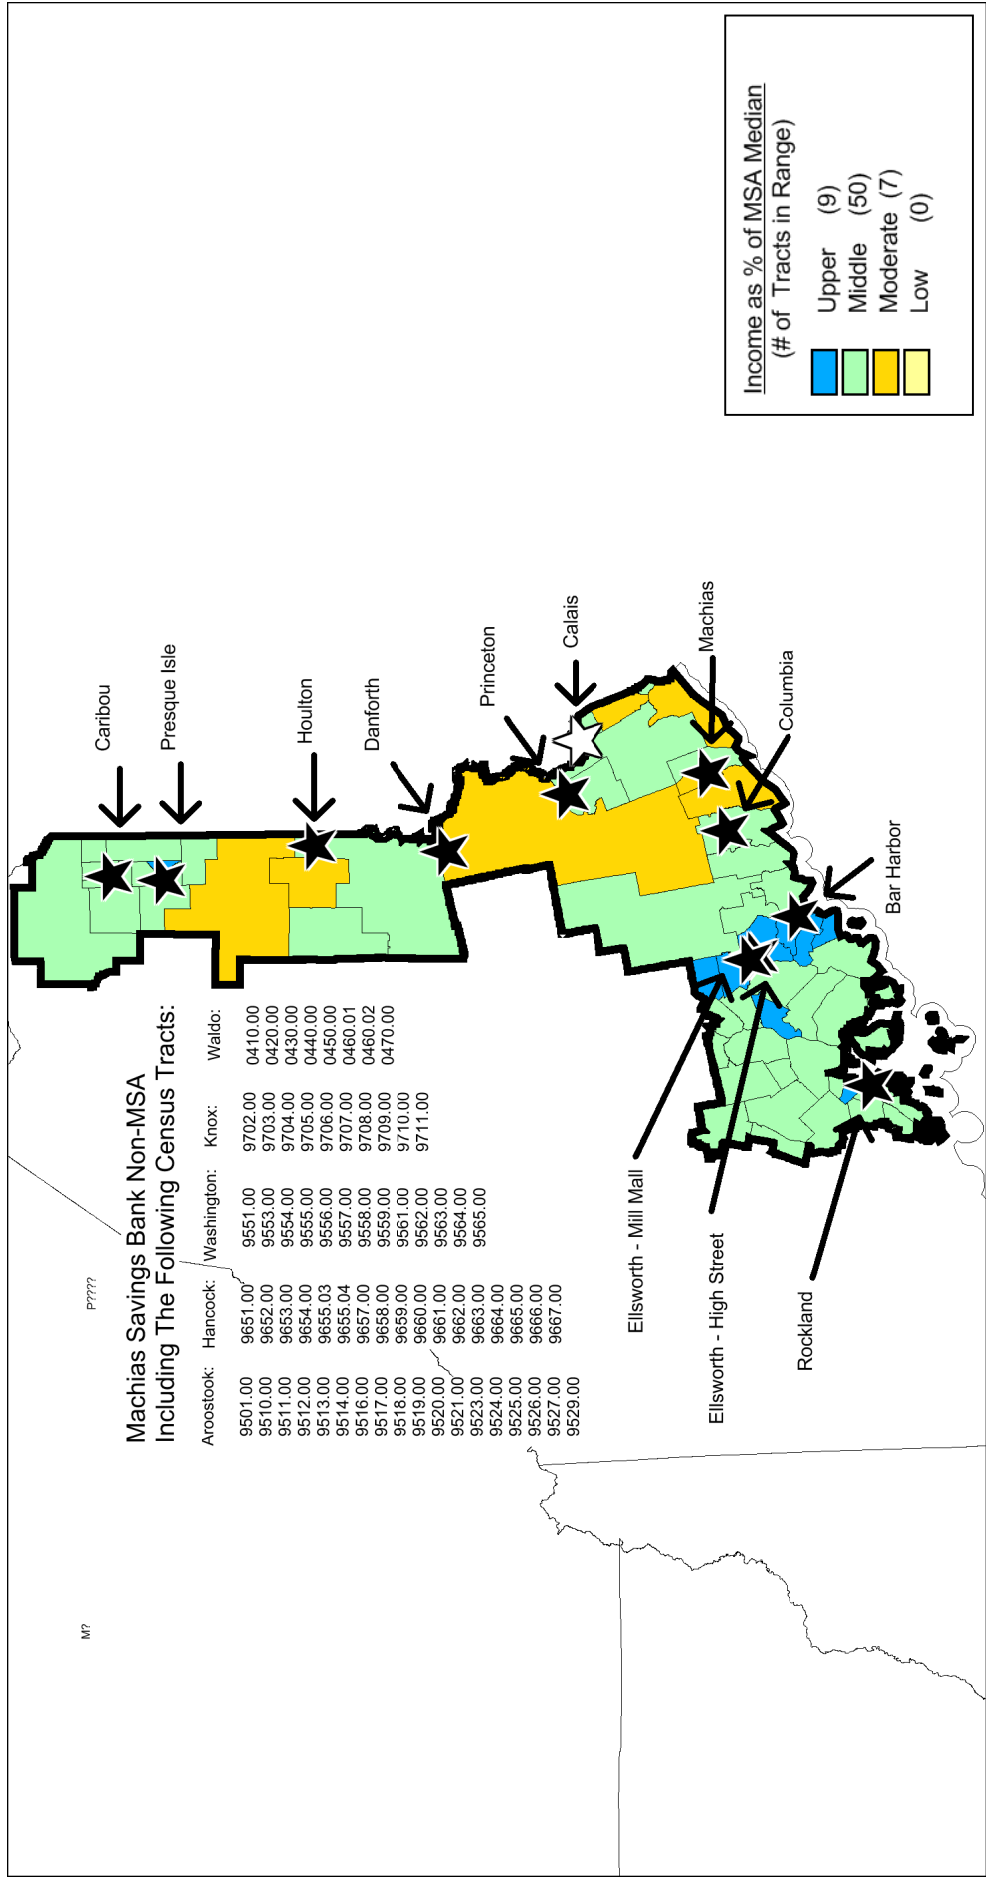 Machias Savings Bank Non-MSA
Including The Following Census Tracts:
Aroostook: Hancock: Washington: Knox: Waldo:
9501.00 9651.00 9551.00 9702.00 0410.00
9510.00 9652.00 9553.00 9703.00 0420.00
9511.00 9653.00 9554.00 9704.00 0430.00
9512.00 9654.00 9555.00 9705.00 0440.00
9513.00 9655.03 9556.00 9706.00 0450.00
9514.00 9655.04 9557.00 9707.00 0460.01
9657.00 9558.00 9708.00 0460.02
9517.00 9658.00 9559.00 9709.00 0470.00
9518.00 9659.00 9561.00 9710.00
9519.00 9660.00 9562.00 9711.00
9520.00 9661.00 9563.00
9521.00 9662.00 9564.00
9523.00 9663.00 9565.00
9524.00 9664.00
9525.00 9665.00
9526.00 9666.00
9527.00 9667.00
9529.00
M?
P????
Caribou
Presque Isle
Houlton
Danforth
Princeton
Calais
Machias
Columbia
Bar Harbor
Ellsworth - Mill Mall
Ellsworth - High Street
Rockland
Income as % of MSA Median
(# of Tracts in Range)
Upper (9)
Middle (50)
Moderate (7)
Low (0)